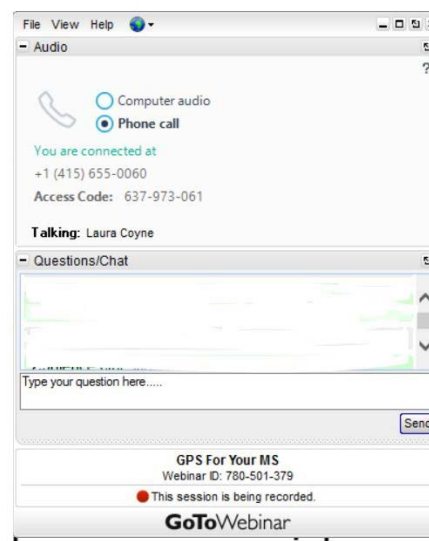 File View Help
- Audio
?
Computer audio
Phone call
You are connected at
+1 (415) 655-0060
Access Code: 637-973-061
Talking: Laura Coyne
- Questions/Chat
Type your question here.....
Send
GPS For Your MS
Webinar ID: 780-501-379
This session is being recorded.
GoToWebinar